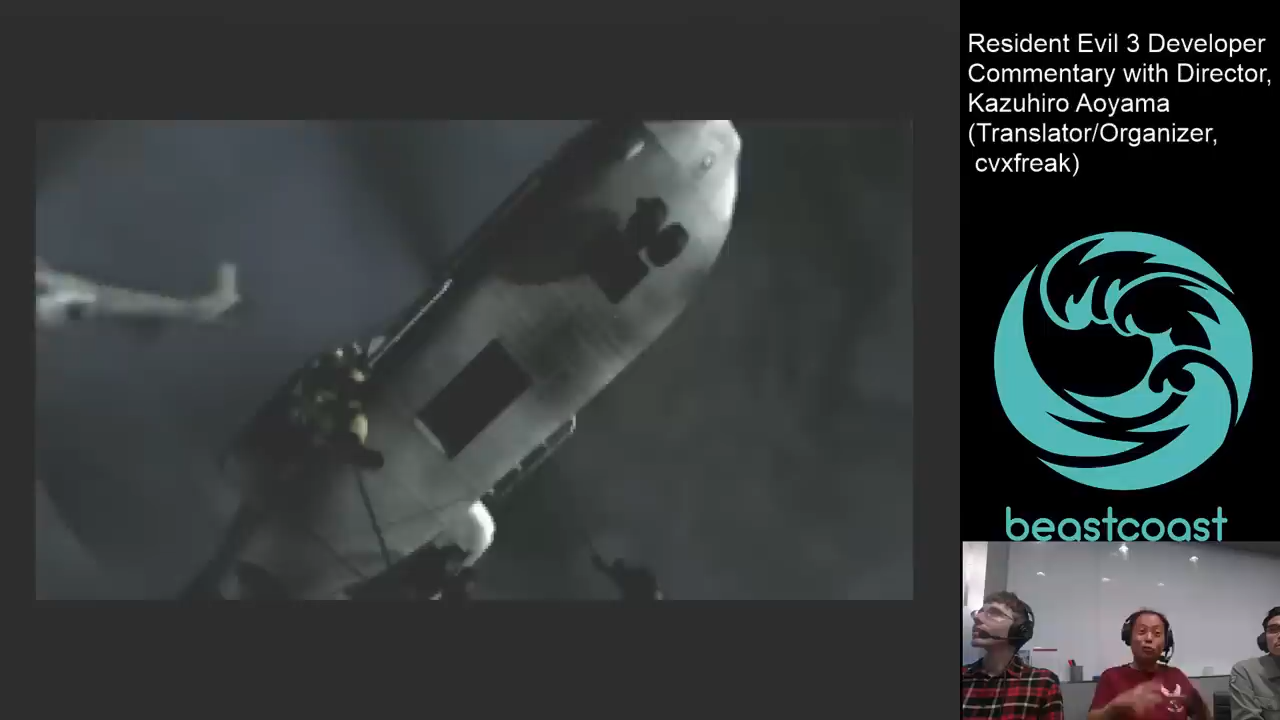 Resident Evil 3 Developer
Commentary with Director,
Kazuhiro Aoyama
(Translator/Organizer,
cvxfreak)
beastcoast